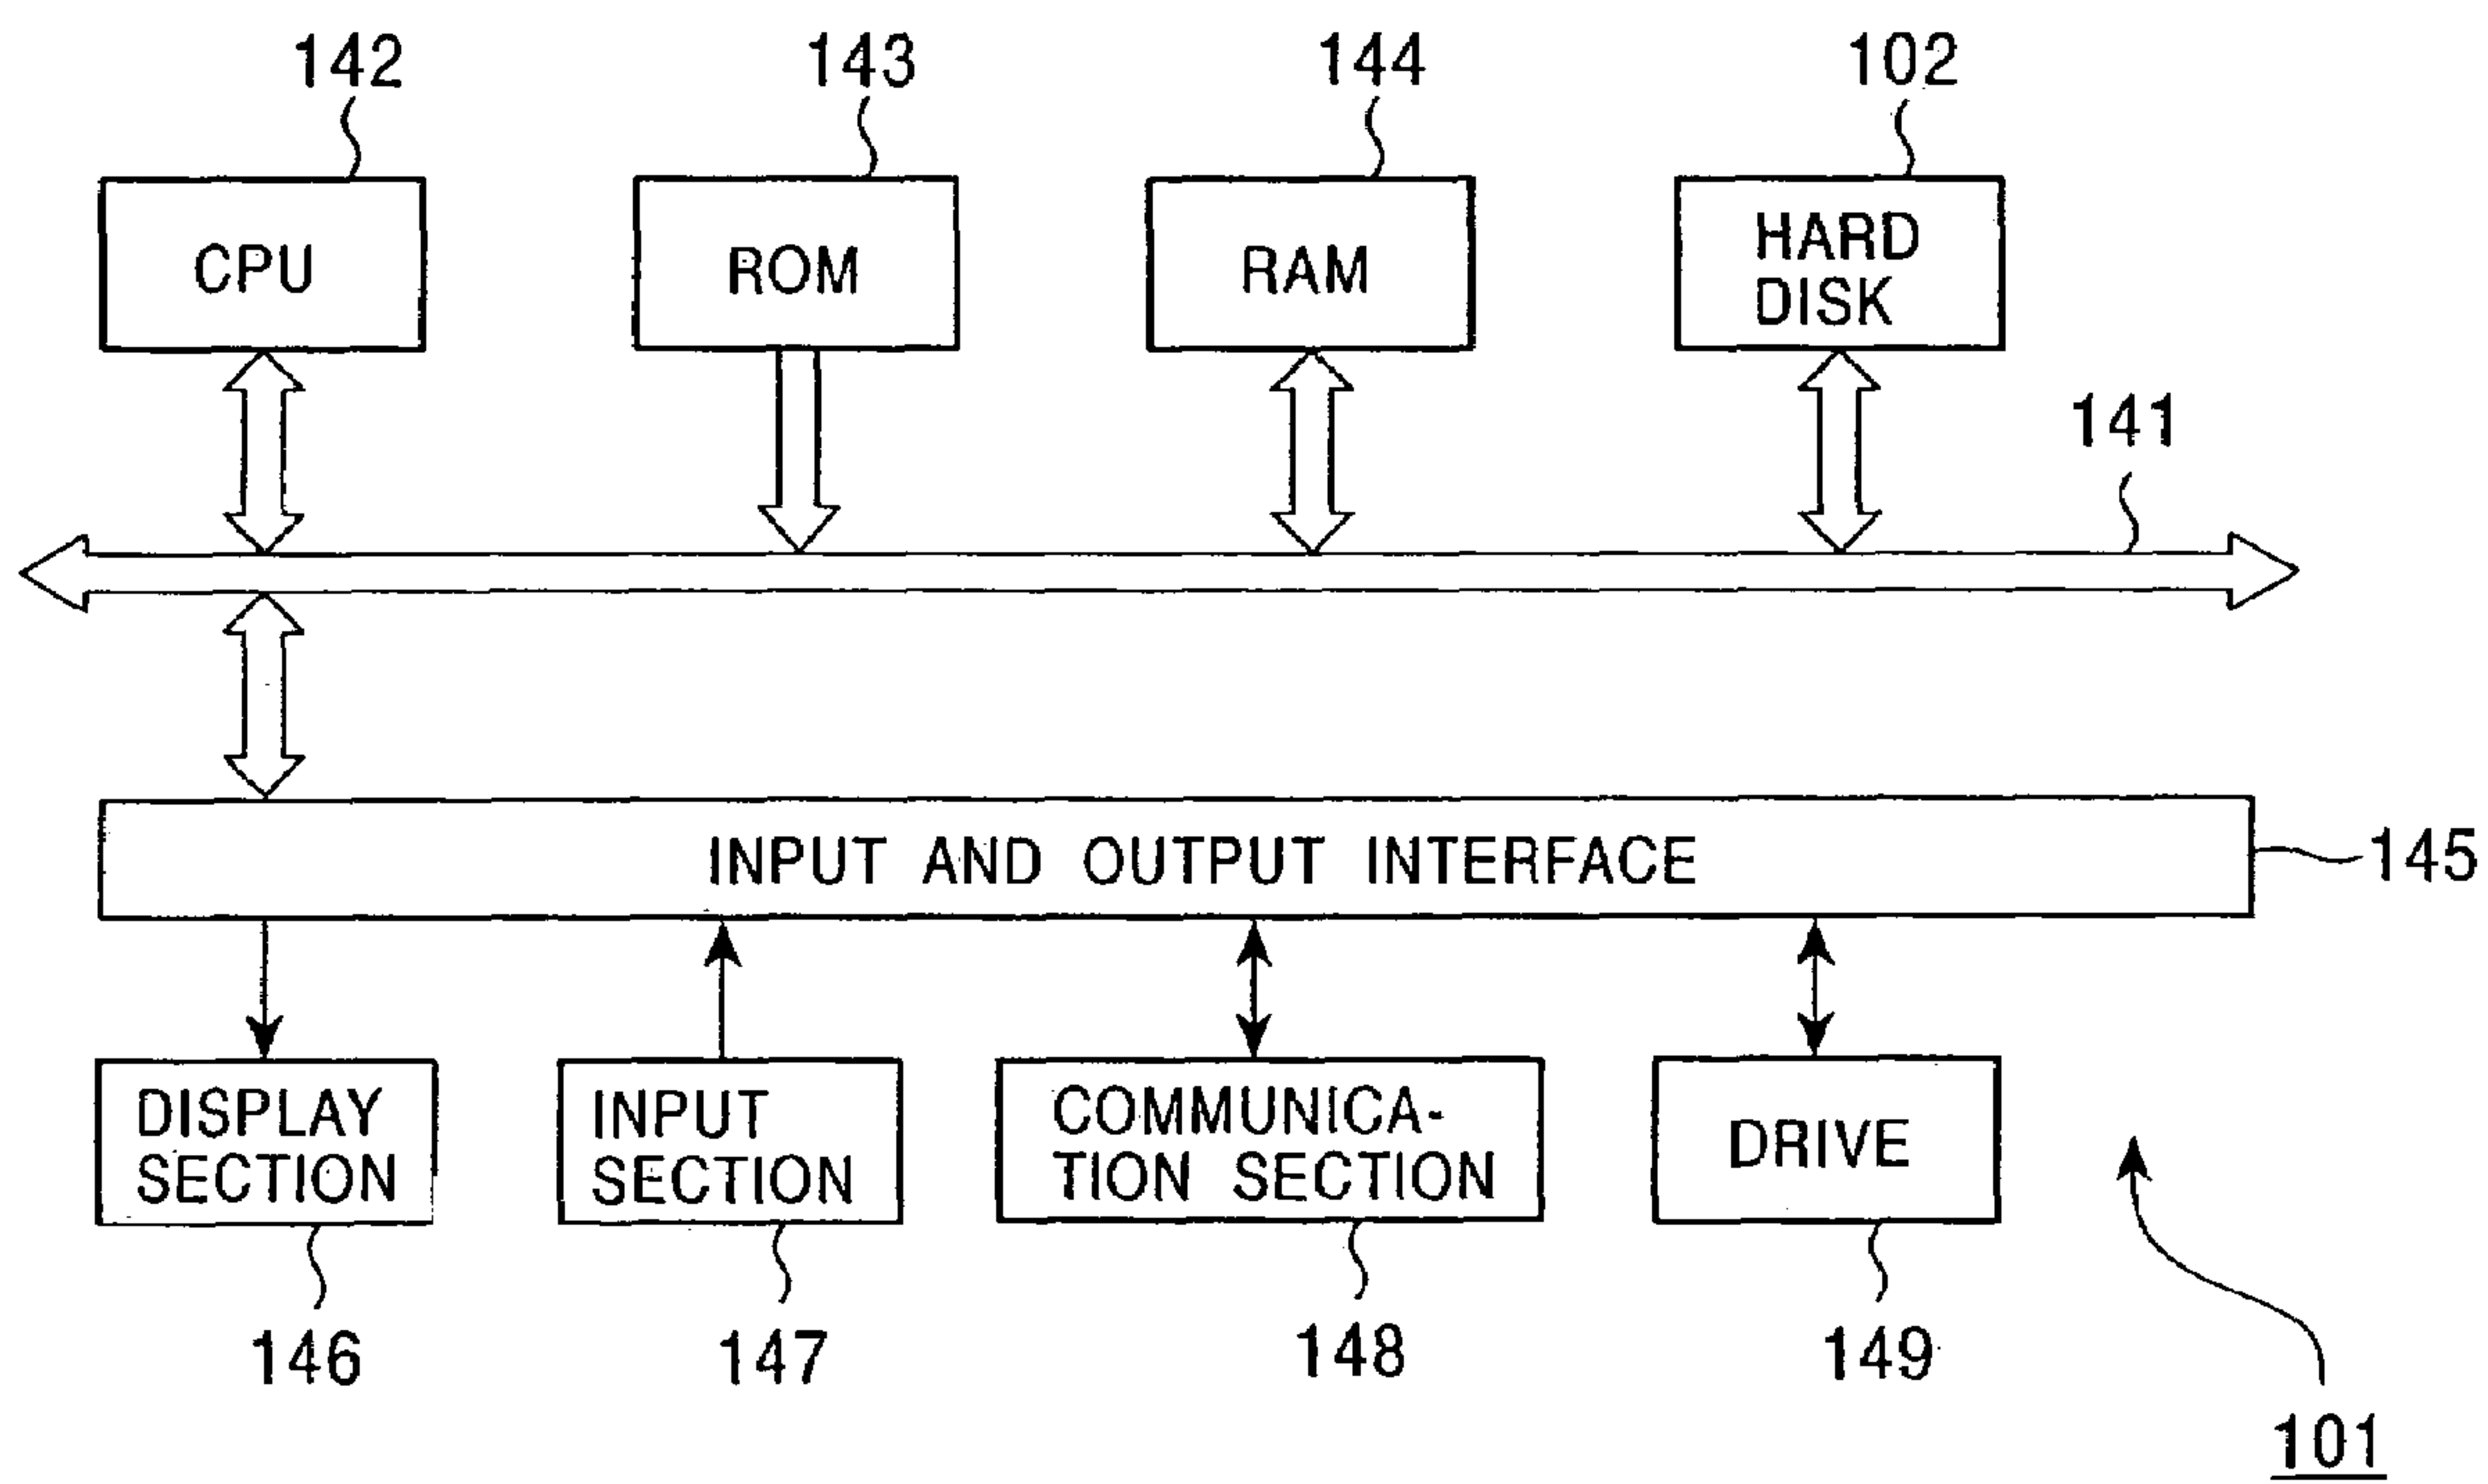 142 143 144 102
CPU ROM RAM HARD
DISK
141
INPUT AND OUTPUT INTERFACE 145
DISPLAY
SECTION
INPUT
SECTION
COMMUNICA-
TION SECTION
DRIVE
146 147 148 149
101